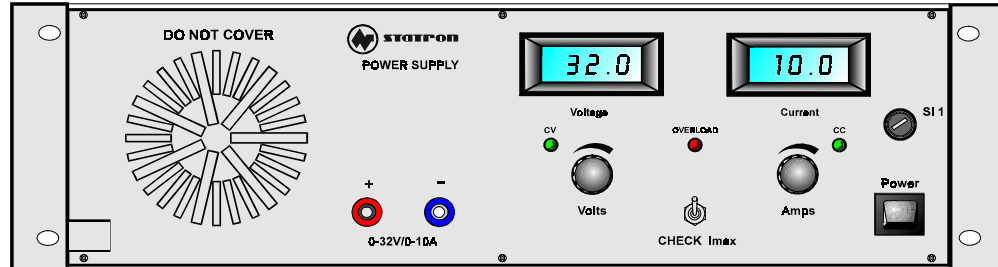 DO NOT COVER
statron
POWER SUPPLY
32.0
10.0
Voltage
Current
SI 1
CV
OVERLOAD
CC
Power
+ −
Volts
Amps
0-32V/0-10A
CHECK Imax